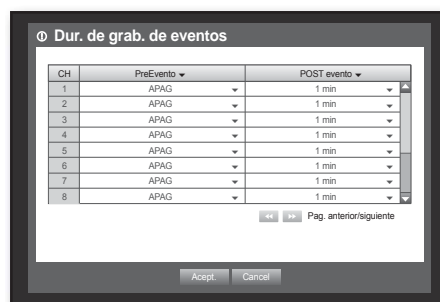 Dur. de grab. de eventos
CH PreEvento POST evento
1 APAG 1 min
2 APAG 1 min
3 APAG 1 min
4 APAG 1 min
5 APAG 1 min
6 APAG 1 min
7 APAG 1 min
8 APAG 1 min
Pag. anterior/siguiente
Acept. Cancel